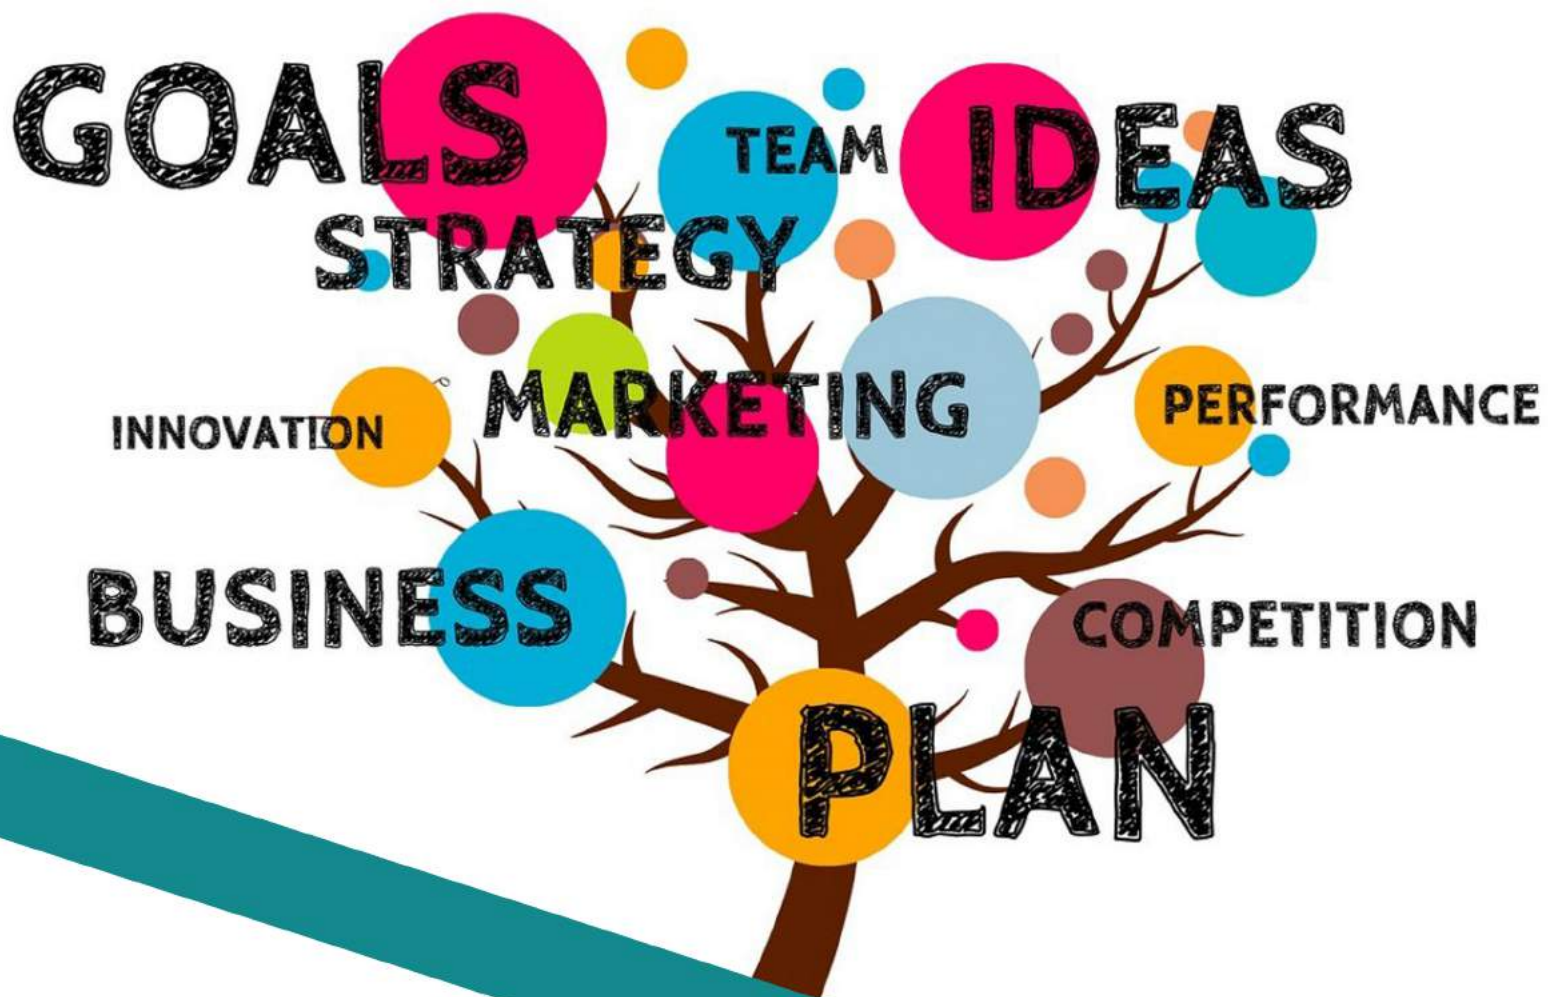 GOALS
TEAM
IDEAS
STRATEGY
MARKETING
PERFORMANCE
INNOVATION
BUSINESS
COMPETITION
PLAN